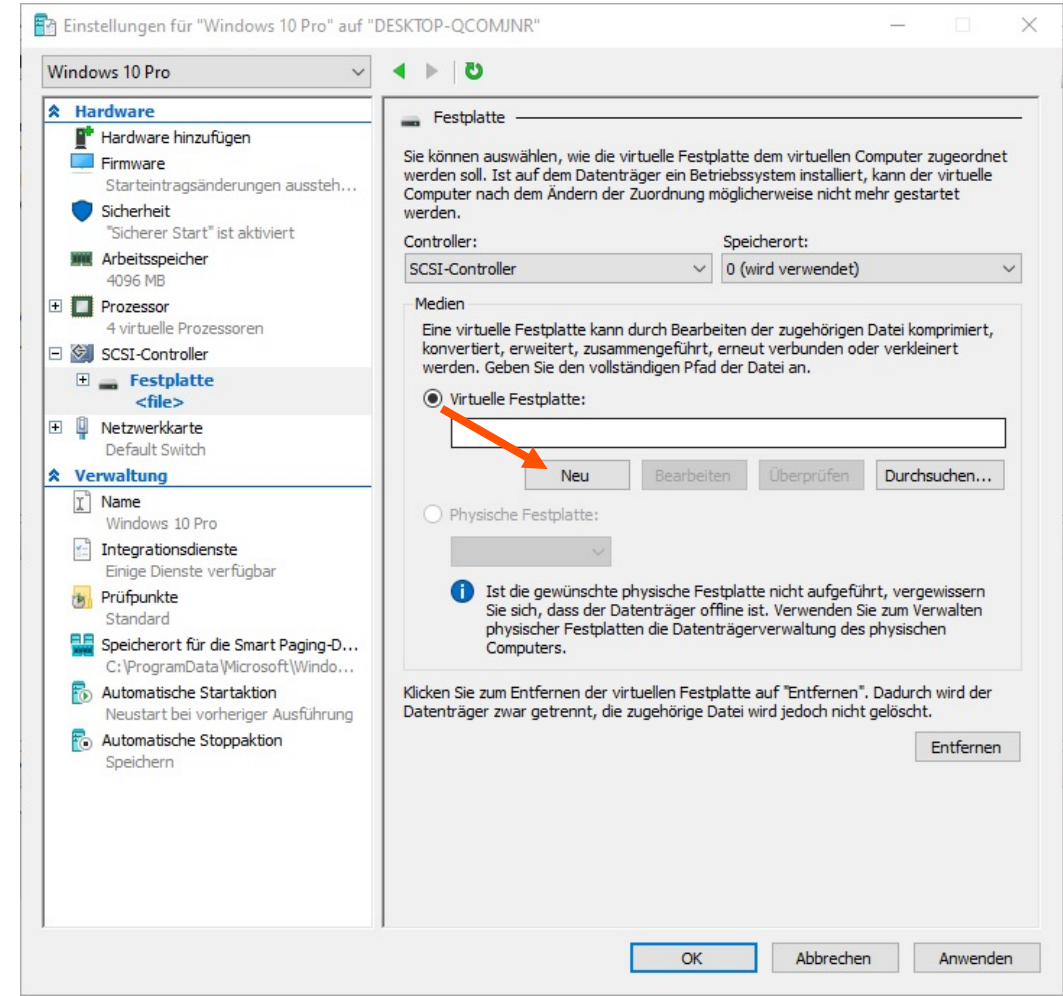 Einstellungen für "Windows 10 Pro" auf "DESKTOP-QCOMJNR"
Windows 10 Pro
Hardware
Hardware hinzufügen
Firmware
Starteintragsänderungen aussteh...
Sicherheit
"Sicherer Start" ist aktiviert
Arbeitsspeicher
4096 MB
Prozessor
4 virtuelle Prozessoren
SCSI-Controller
Festplatte
<file>
Netzwerkkarte
Default Switch
Verwaltung
Name
Windows 10 Pro
Integrationsdienste
Einige Dienste verfügbar
Prüfpunkte
Standard
Speicherort für die Smart Paging-D...
C:\ProgramData\Microsoft\Windo...
Automatische Startaktion
Neustart bei vorheriger Ausführung
Automatische Stoppaktion
Speichern
Festplatte
Sie können auswählen, wie die virtuelle Festplatte dem virtuellen Computer zugeordnet
werden soll. Ist auf dem Datenträger ein Betriebssystem installiert, kann der virtuelle
Computer nach dem Ändern der Zuordnung möglicherweise nicht mehr gestartet
werden.
Controller: Speicherort:
SCSI-Controller 0 (wird verwendet)
Medien
Eine virtuelle Festplatte kann durch Bearbeiten der zugehörigen Datei komprimiert,
konvertiert, erweitert, zusammengeführt, erneut verbunden oder verkleinert
werden. Geben Sie den vollständigen Pfad der Datei an.
Virtuelle Festplatte:
Neu Bearbeiten Überprüfen Durchsuchen...
Physische Festplatte:
Ist die gewünschte physische Festplatte nicht aufgeführt, vergewissern
Sie sich, dass der Datenträger offline ist. Verwenden Sie zum Verwalten
physischer Festplatten die Datenträgerverwaltung des physischen
Computers.
Klicken Sie zum Entfernen der virtuellen Festplatte auf "Entfernen". Dadurch wird der
Datenträger zwar getrennt, die zugehörige Datei wird jedoch nicht gelöscht.
Entfernen
OK Abbrechen Anwenden